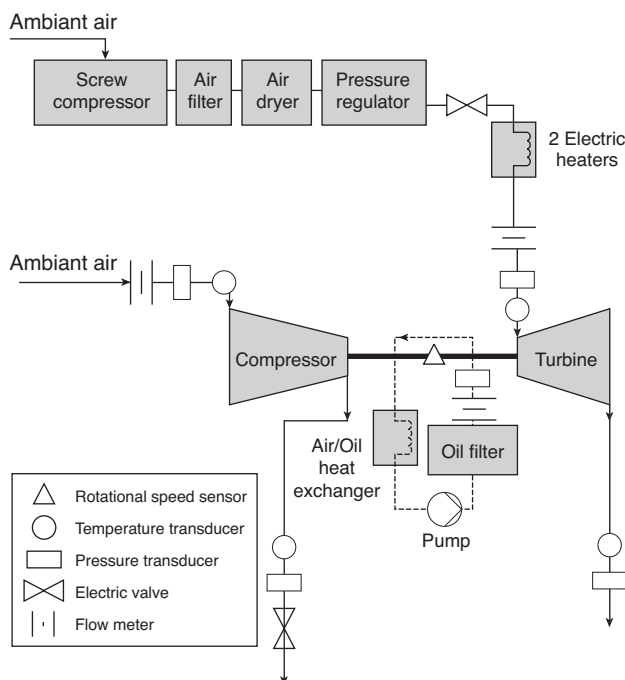 Ambiant air
Screw
compressor
Air
filter
Air
dryer
Pressure
regulator
2 Electric
heaters
Ambiant air
Compressor
Turbine
Air/Oil
heat
exchanger
Oil filter
Pump
Rotational speed sensor
Temperature transducer
Pressure transducer
Electric valve
Flow meter